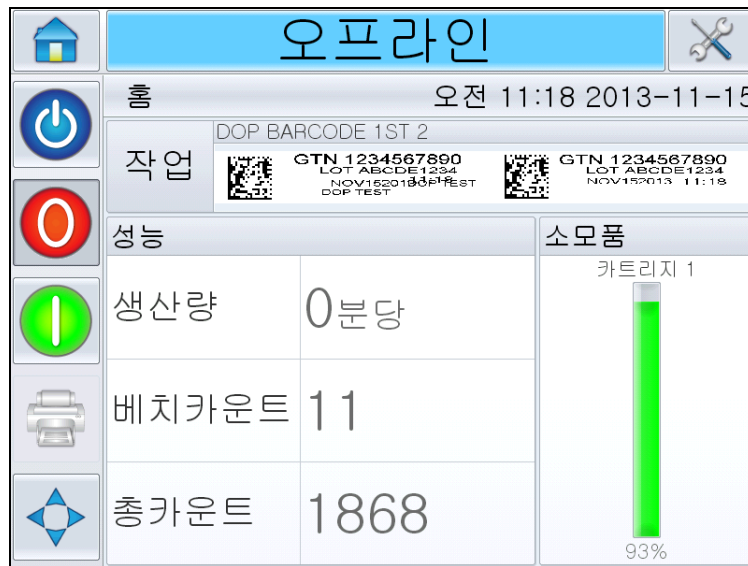 오프라인
홈
오전 11:18 2013-11-15
작업
DOP BARCODE 1ST 2
GTN 1234567890
LOT ABCDE1234
DOP TEST
GTN 1234567890
LOT ABCDE1234
NOV152013 11:18
성능
소모품
카트리지 1
생산량
0분당
베치카운트
11
총카운트
1868
93%